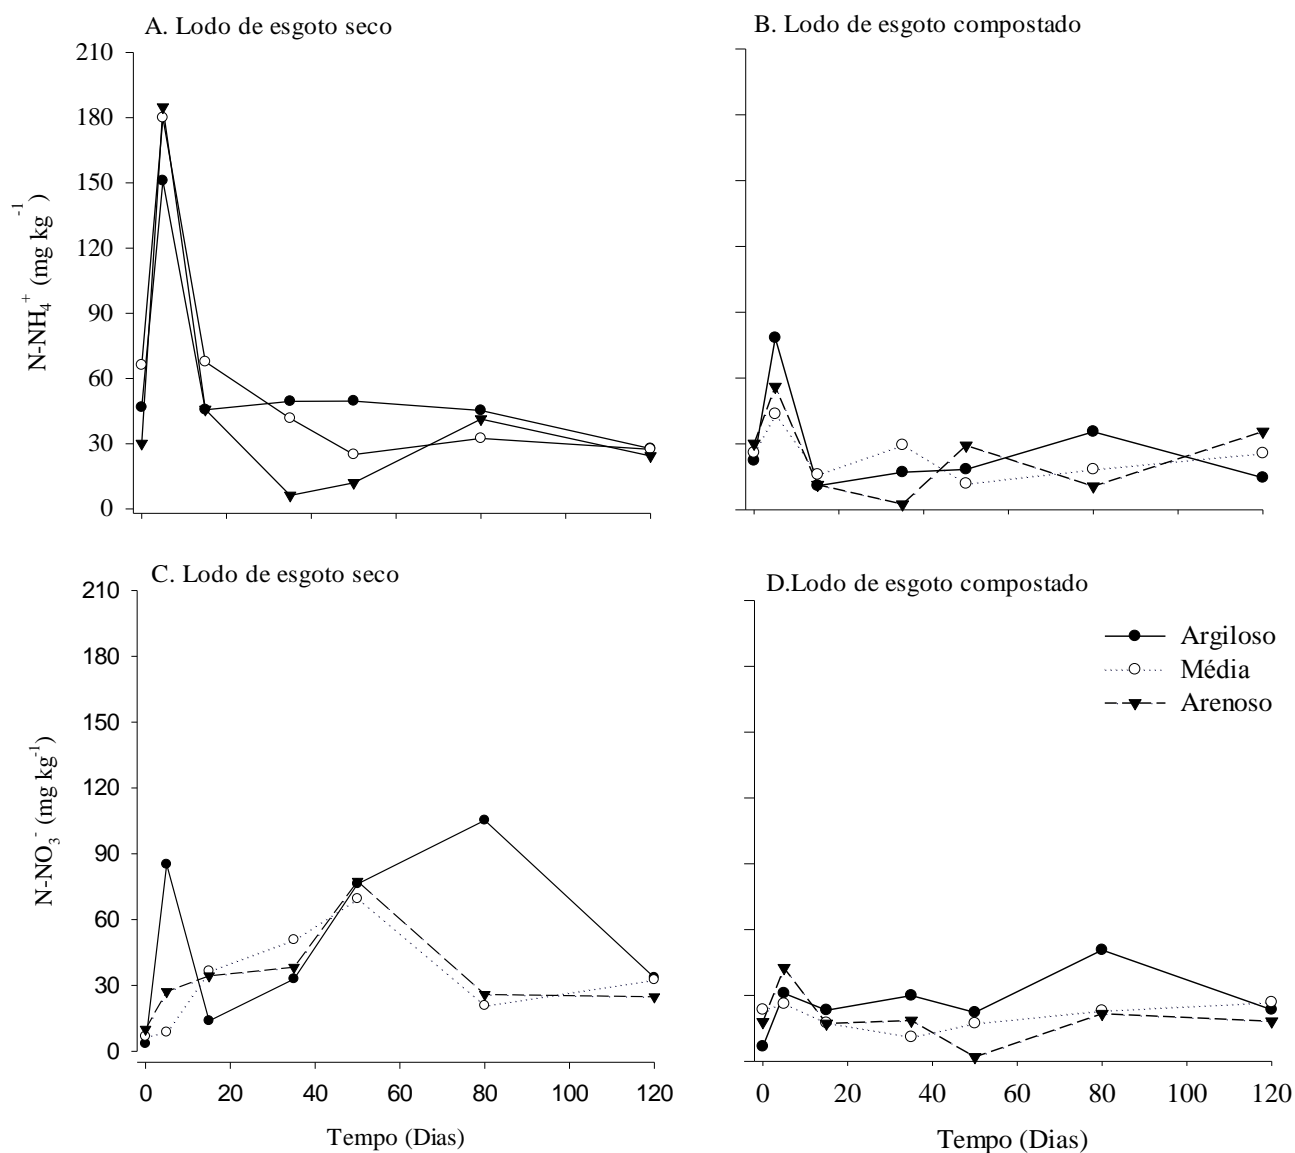 A. Lodo de esgoto seco
B. Lodo de esgoto compostado
210
180
150
120
90
60
30
0
N-NH₄⁺ (mg kg⁻¹)
C. Lodo de esgoto seco
D.Lodo de esgoto compostado
210
180
150
120
90
60
30
0
N-NO₃⁻ (mg kg⁻¹)
Argiloso
Média
Arenoso
0 20 40 60 80 100 120
0 20 40 60 80 100 120
Tempo (Dias)
Tempo (Dias)